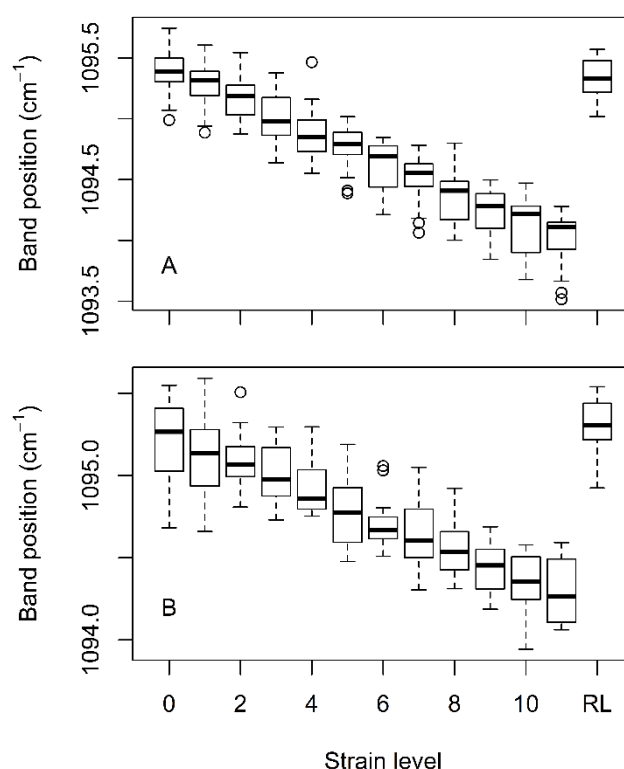 Band position (cm⁻¹)
1095.5
1094.5
1093.5
A
Band position (cm⁻¹)
1095.0
1094.0
B
0 2 4 6 8 10 RL
Strain level